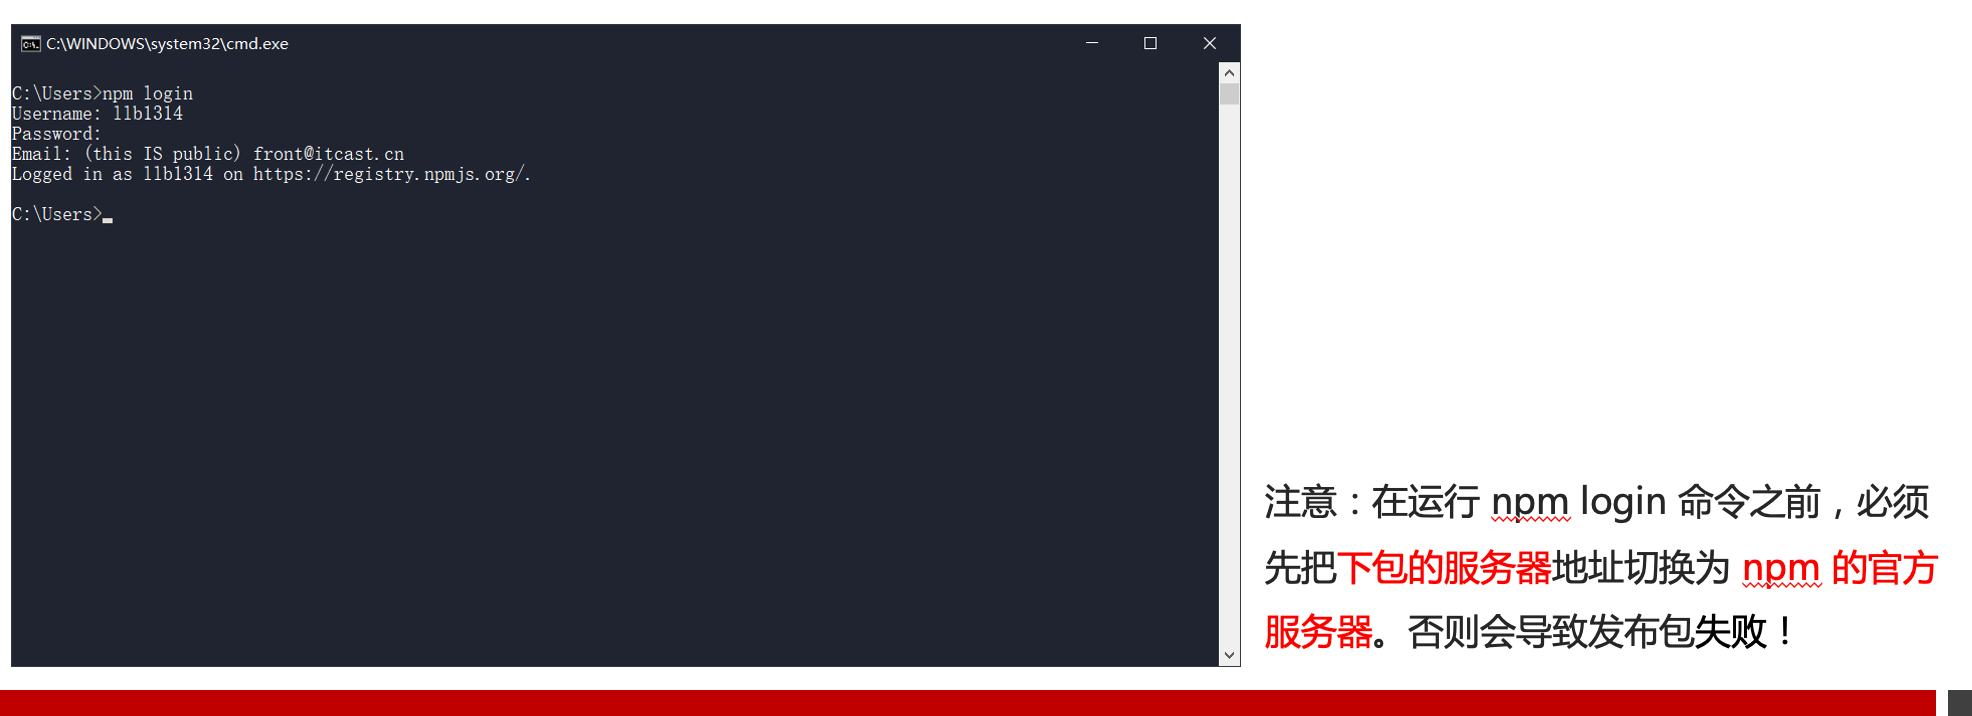 C:\WINDOWS\system32\cmd.exe
C:\Users>npm login
Username: llb1314
Password:
Email: (this IS public) front@itcast.cn
Logged in as llb1314 on https://registry.npmjs.org/.
C:\Users>
注意：在运行 npm login 命令之前，必须
先把下包的服务器地址切换为 npm 的官方
服务器。否则会导致发布包失败！